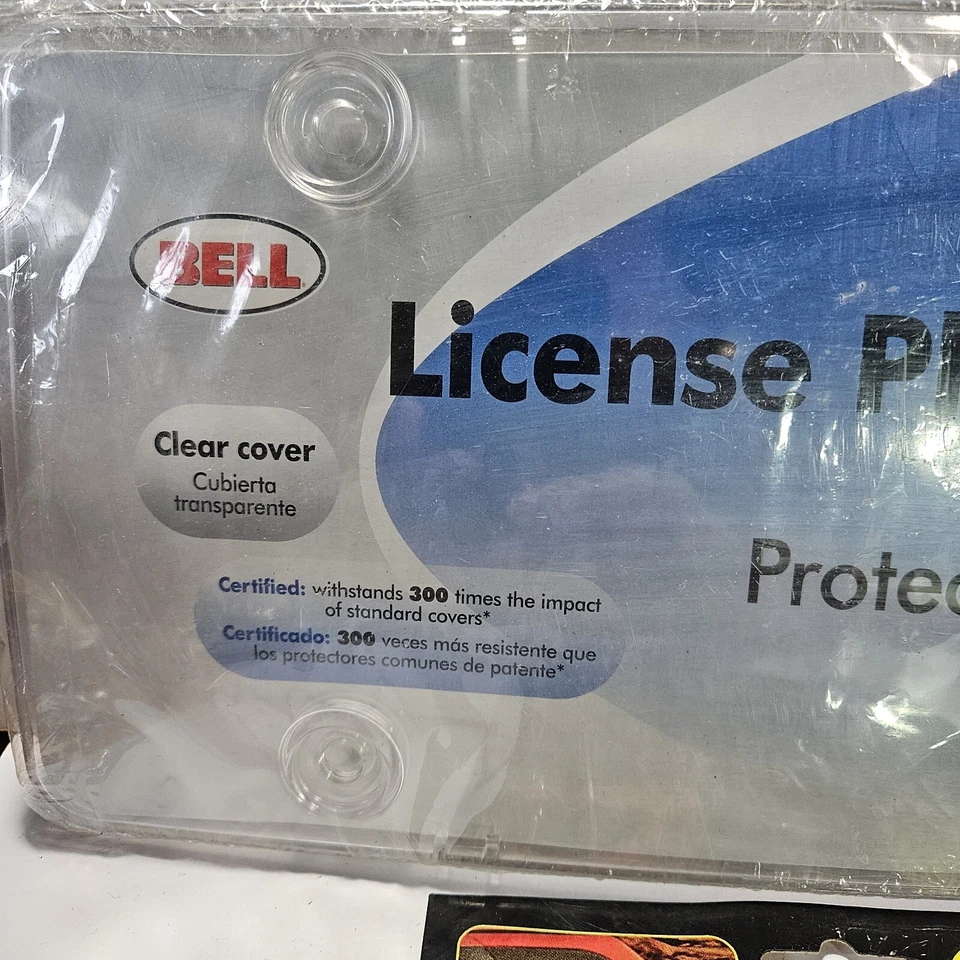 BELL
License Pl
Clear cover
Cubierta
transparente
Protec
Certified: withstands 300 times the impact
of standard covers*
Certificado: 300 veces más resistente que
los protectores comunes de patente*